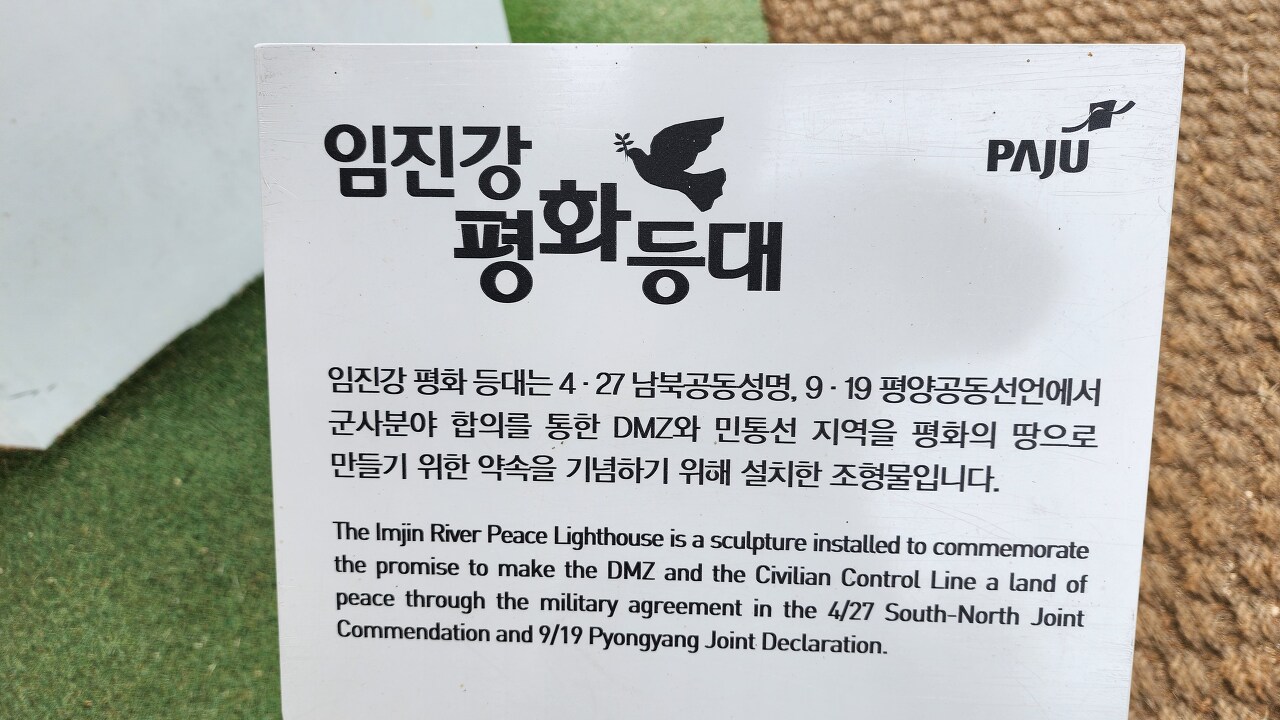 임진강
평화등대
PAJU
임진강 평화 등대는 4·27 남북공동성명, 9·19 평양공동선언에서
군사분야 합의를 통한 DMZ와 민통선 지역을 평화의 땅으로
만들기 위한 약속을 기념하기 위해 설치한 조형물입니다.
The Imjin River Peace Lighthouse is a sculpture installed to commemorate
the promise to make the DMZ and the Civilian Control Line a land of
peace through the military agreement in the 4/27 South-North Joint
Commendation and 9/19 Pyongyang Joint Declaration.